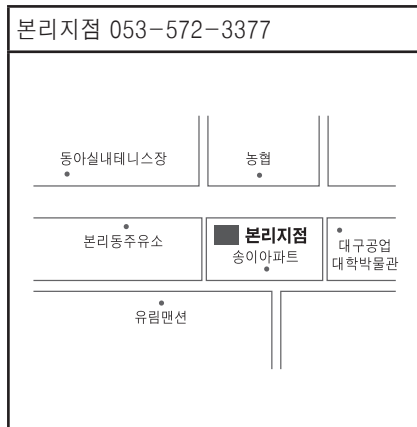 본리지점 053-572-3377
동아실내테니스장
농협
본리동주유소
본리지점
송이아파트
대구공업
대학박물관
유림맨션